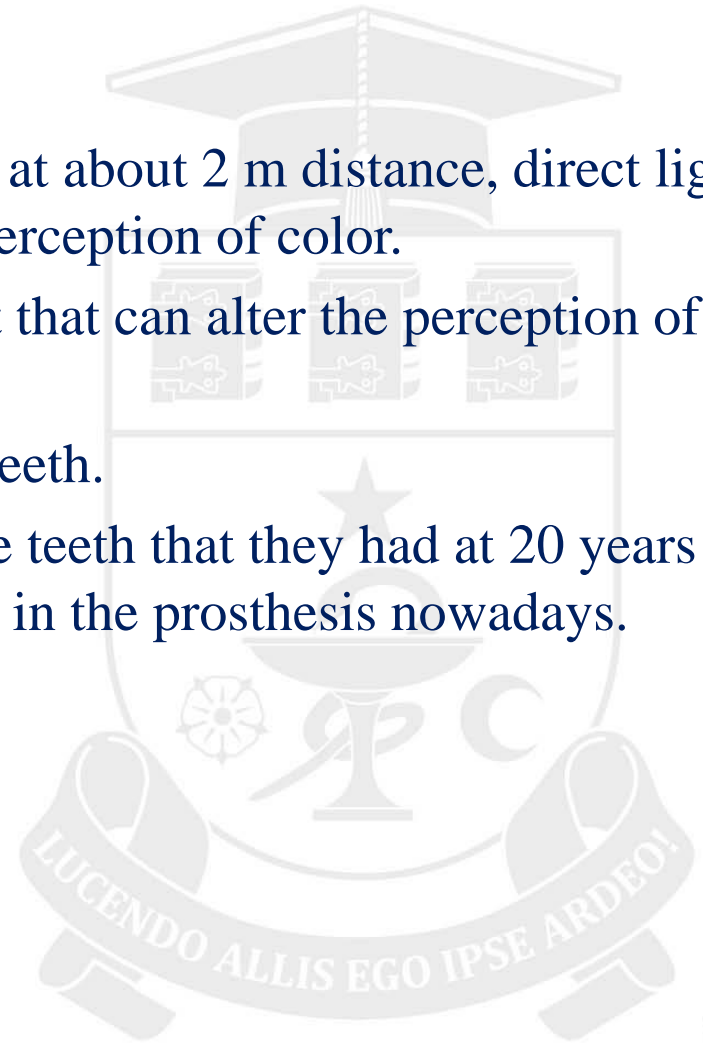 at about 2 m distance, direct lig
erception of color.
that can alter the perception of
eeth.
e teeth that they had at 20 years
in the prosthesis nowadays.
LUCENDO ALLIS EGO IPSE ARDEO!